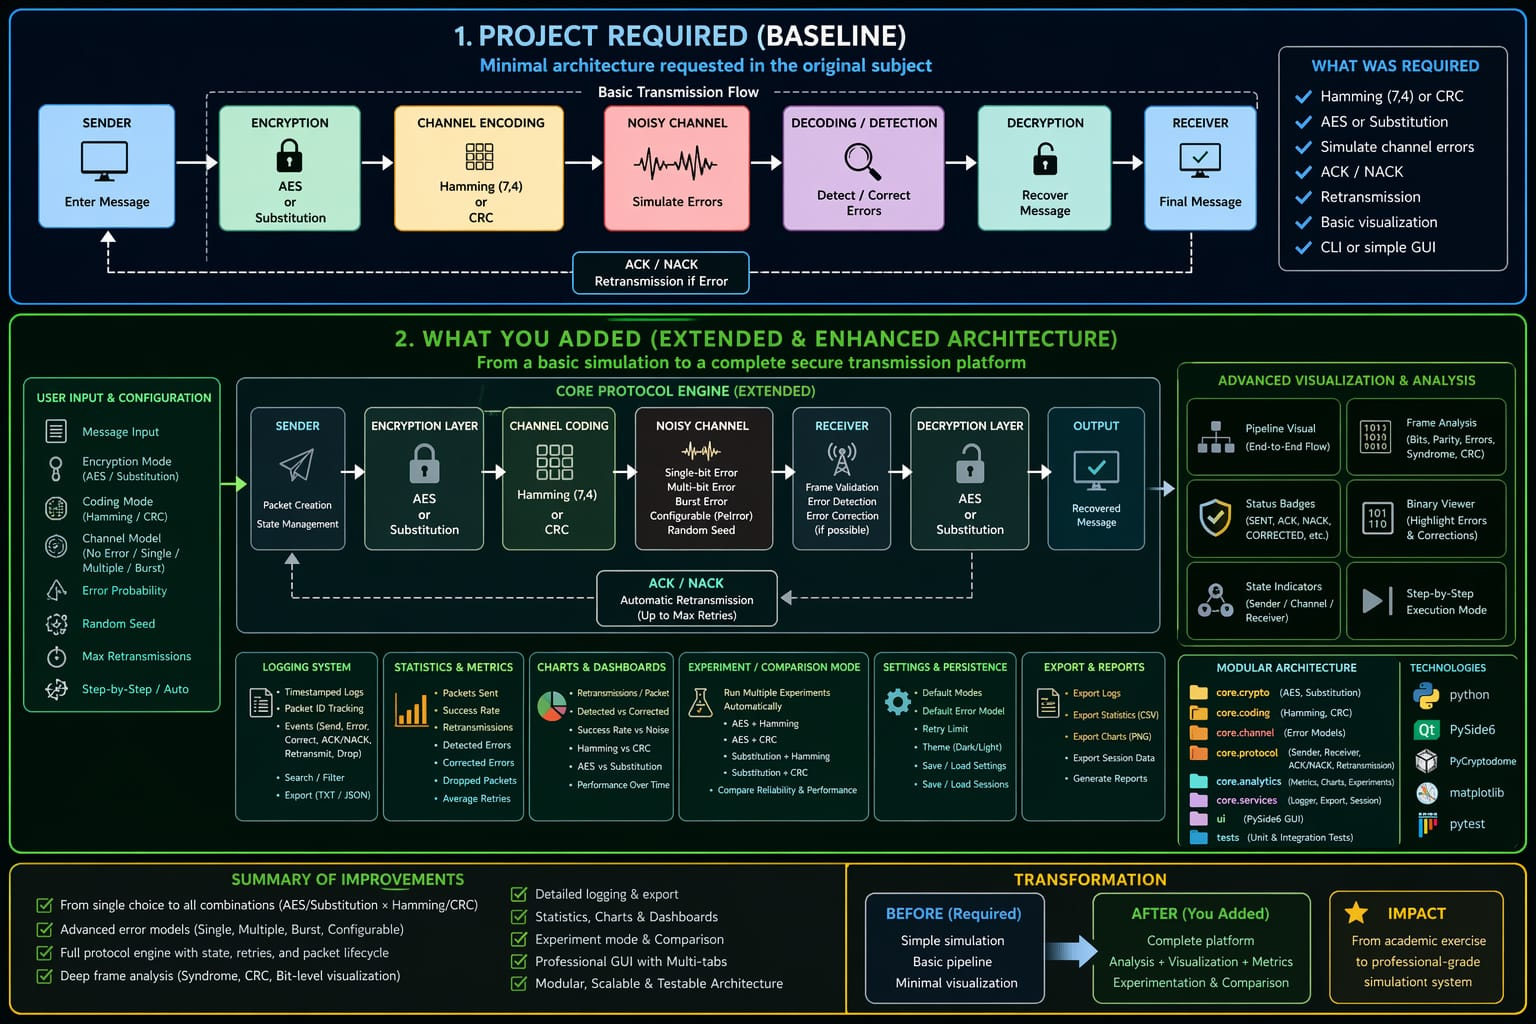 1. PROJECT REQUIRED (BASELINE)
Minimal architecture requested in the original subject
Basic Transmission Flow
SENDER
Enter Message
ENCRYPTION
AES
or
Substitution
CHANNEL ENCODING
Hamming (7,4)
or
CRC
NOISY CHANNEL
Simulate Errors
DECODING / DETECTION
Detect / Correct
Errors
DECRYPTION
Recover
Message
RECEIVER
Final Message
ACK / NACK
Retransmission if Error
WHAT WAS REQUIRED
Hamming (7,4) or CRC
AES or Substitution
Simulate channel errors
ACK / NACK
Retransmission
Basic visualization
CLI or simple GUI
2. WHAT YOU ADDED (EXTENDED & ENHANCED ARCHITECTURE)
From a basic simulation to a complete secure transmission platform
USER INPUT & CONFIGURATION
Message Input
Encryption Mode
(AES / Substitution)
Coding Mode
(Hamming / CRC)
Channel Model
(No Error / Single /
Multiple / Burst)
Error Probability
Random Seed
Max Retransmissions
Step-by-Step / Auto
CORE PROTOCOL ENGINE (EXTENDED)
SENDER
Packet Creation
State Management
ENCRYPTION LAYER
AES
or
Substitution
CHANNEL CODING
Hamming (7,4)
or
CRC
NOISY CHANNEL
Single-bit Error
Multi-bit Error
Burst Error
Configurable (Pelrror)
Random Seed
RECEIVER
Frame Validation
Error Detection
Error Correction
(if possible)
DECRYPTION LAYER
AES
or
Substitution
OUTPUT
Recovered
Message
ACK / NACK
Automatic Retransmission
(Up to Max Retries)
ADVANCED VISUALIZATION & ANALYSIS
Pipeline Visual
(End-to-End Flow)
1011
1010
0010
Frame Analysis
(Bits, Parity, Errors,
Syndrome, CRC)
Status Badges
(SENT, ACK, NACK,
CORRECTED, etc.)
101
110
Binary Viewer
(Highlight Errors
& Corrections)
State Indicators
(Sender / Channel /
Receiver)
Step-by-Step
Execution Mode
LOGGING SYSTEM
• Timestamped Logs
• Packet ID Tracking
• Events (Send, Error,
Correct, ACK/NACK,
Retransmit, Drop)
• Search / Filter
• Export (TXT / JSON)
STATISTICS & METRICS
• Packets Sent
• Success Rate
• Retransmissions
• Detected Errors
• Corrected Errors
• Dropped Packets
• Average Retries
CHARTS & DASHBOARDS
• Retransmissions / Packet
• Detected vs Corrected
• Success Rate vs Noise
• Hamming vs CRC
• AES vs Substitution
• Performance Over Time
EXPERIMENT / COMPARISON MODE
Run Multiple Experiments
Automatically
• AES + Hamming
• AES + CRC
• Substitution + Hamming
• Substitution + CRC
• Compare Reliability & Performance
SETTINGS & PERSISTENCE
• Default Modes
• Default Error Model
• Retry Limit
• Theme (Dark/Light)
• Save / Load Settings
• Save / Load Sessions
EXPORT & REPORTS
• Export Logs
• Export Statistics (CSV)
• Export Charts (PNG)
• Export Session Data
• Generate Reports
MODULAR ARCHITECTURE
core.crypto (AES, Substitution)
core.coding (Hamming, CRC)
core.channel (Error Models)
core.protocol (Sender, Receiver,
ACK/NACK, Retransmission)
core.analytics (Metrics, Charts, Experiments)
core.services (Logger, Export, Session)
ui (PySide6 GUI)
tests (Unit & Integration Tests)
TECHNOLOGIES
python
Qt PySide6
PyCryptodome
matplotlib
pytest
SUMMARY OF IMPROVEMENTS
From single choice to all combinations (AES/Substitution × Hamming/CRC)
Advanced error models (Single, Multiple, Burst, Configurable)
Full protocol engine with state, retries, and packet lifecycle
Deep frame analysis (Syndrome, CRC, Bit-level visualization)
Detailed logging & export
Statistics, Charts & Dashboards
Experiment mode & Comparison
Professional GUI with Multi-tabs
Modular, Scalable & Testable Architecture
TRANSFORMATION
BEFORE (Required)
Simple simulation
Basic pipeline
Minimal visualization
AFTER (You Added)
Complete platform
Analysis + Visualization + Metrics
Experimentation & Comparison
IMPACT
From academic exercise
to professional-grade
simulationt system